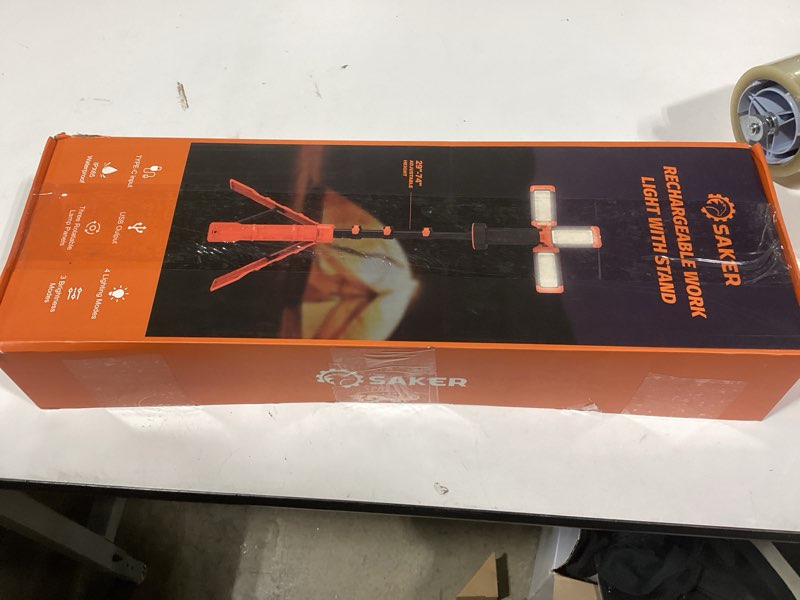 SAKER
RECHARGEABLE WORK
LIGHT WITH STAND
29"-74"
ADJUSTABLE
HEIGHT
TYPE-C Input
USB Output
4 Lighting Modes
IPX65
Waterproof
Three Rotatable
Lamp Panels
3 Brightness
Modes
SAKER